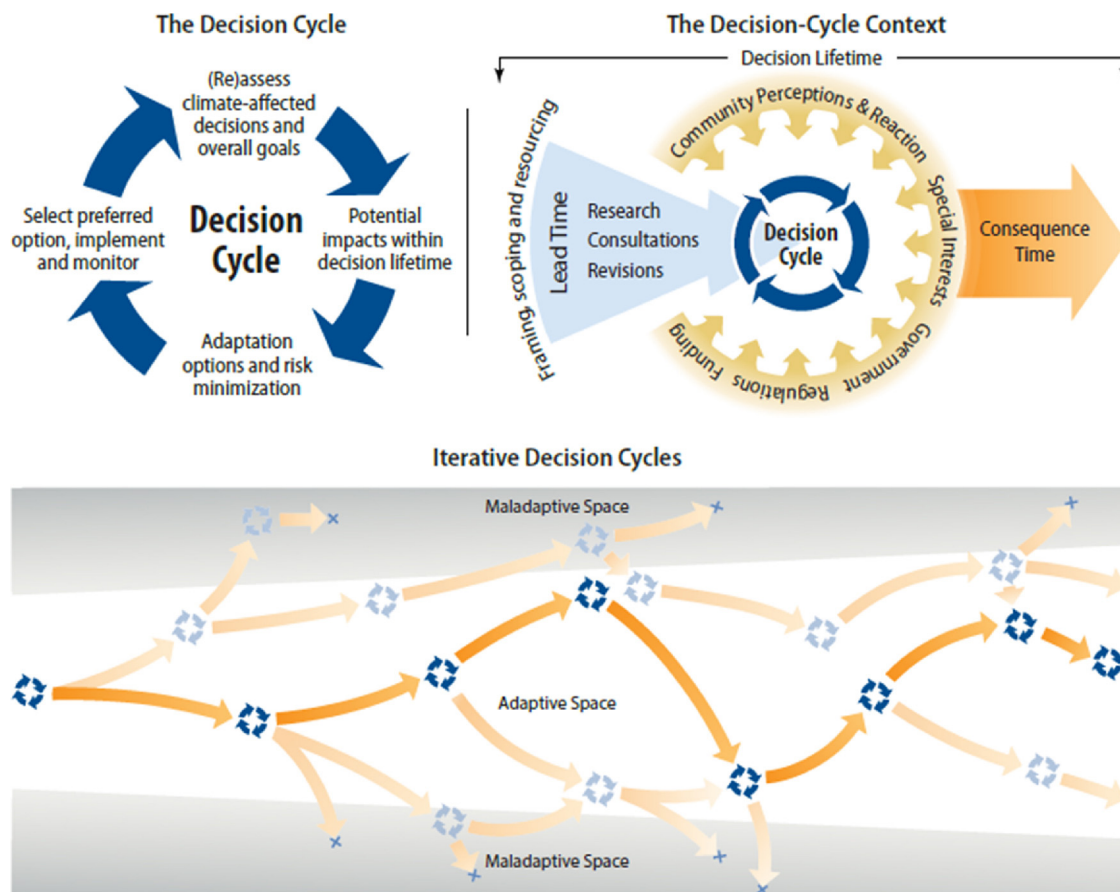 The Decision Cycle
(Re)assess
climate-affected
decisions and
overall goals
Select preferred
option, implement
and monitor
Decision
Cycle
Potential
impacts within
decision lifetime
Adaptation
options and risk
minimization
The Decision-Cycle Context
Decision Lifetime
Framing, scoping and resourcing
Lead Time
Research
Consultations
Revisions
Decision
Cycle
Community Perceptions & Reaction
Special Interests
Government
Regulations
Funding
Consequence
Time
Iterative Decision Cycles
Maladaptive Space
Adaptive Space
Maladaptive Space